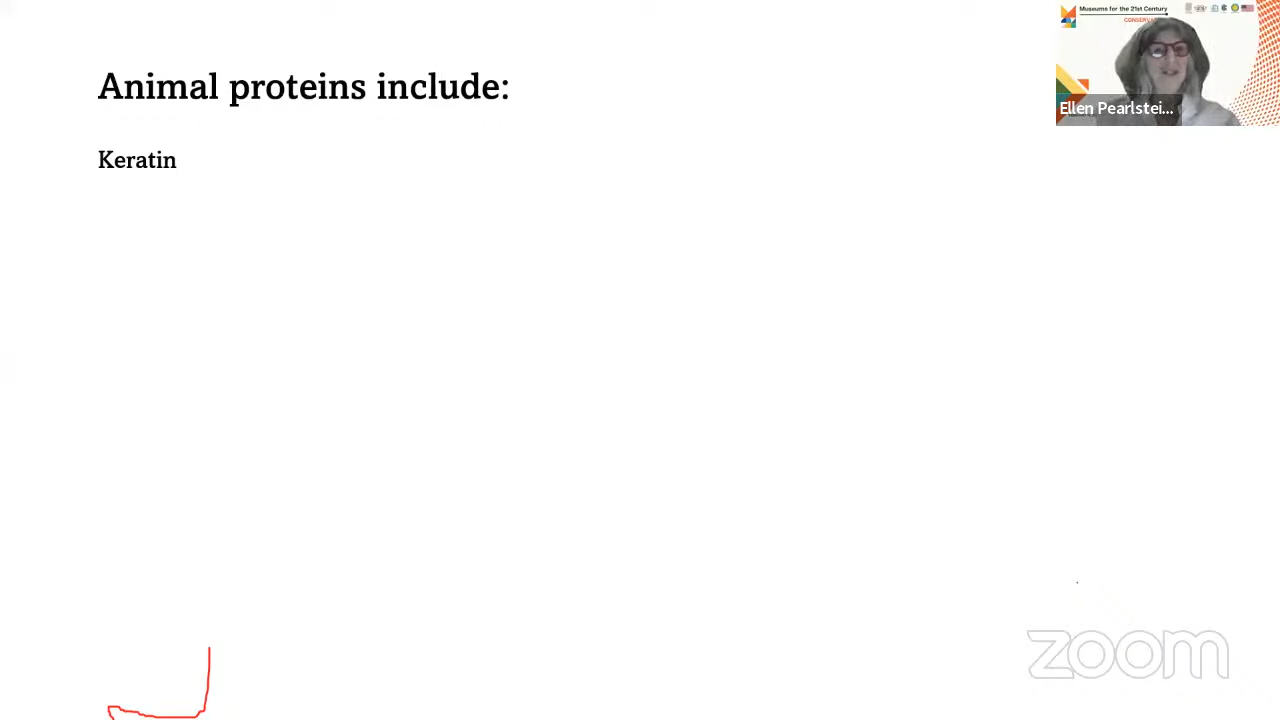 Museums for the 21st Century
Animal proteins include:
Ellen Pearlstei...
Keratin
zoom